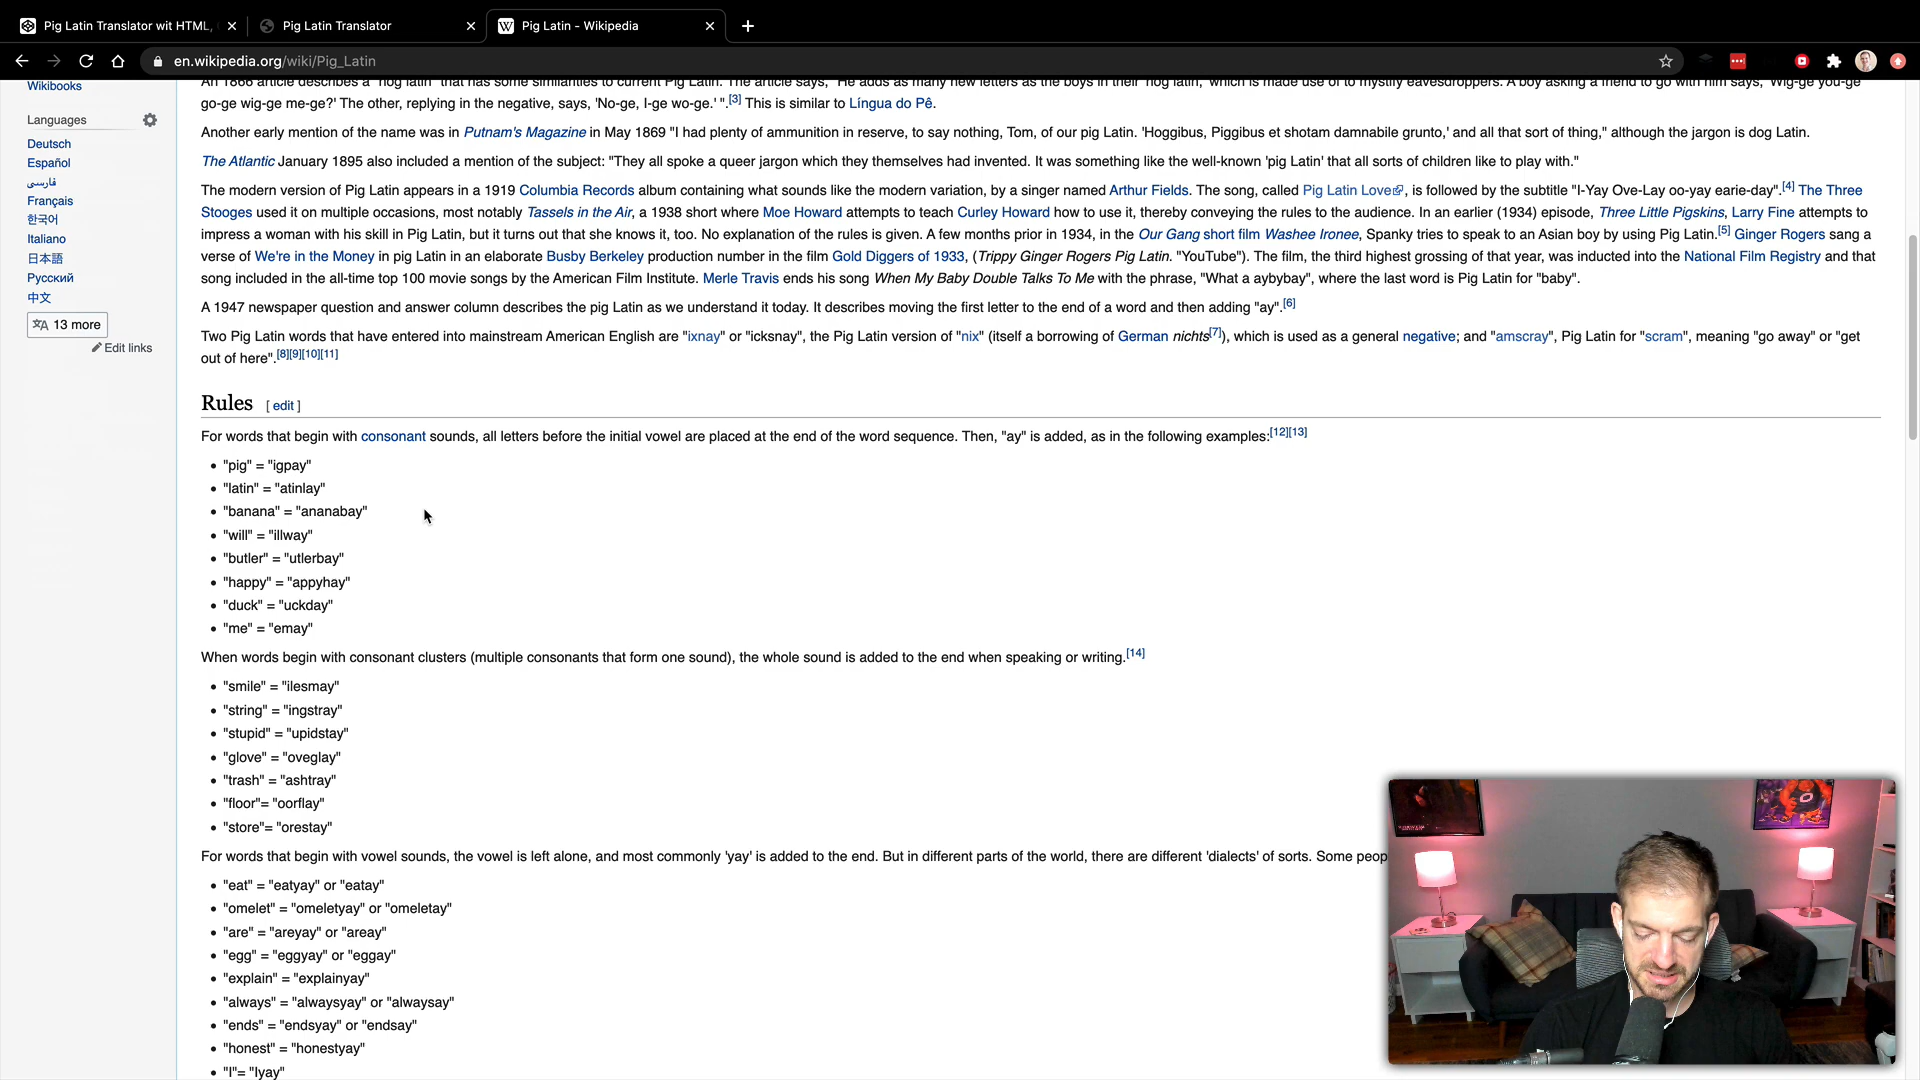 Pig Latin Translator wit HTML,
Pig Latin Translator
Pig Latin - Wikipedia
en.wikipedia.org/wiki/Pig_Latin
Wikibooks
Languages
Deutsch
Español
فارسی
Français
한국어
Italiano
日本語
Русский
中文
13 more
Edit links
An 1866 article describes a "hog latin" that has some similarities to current Pig Latin. The article says, "He adds as many new letters as the boys in their 'hog latin,' which is made use of to mystify eavesdroppers. A boy asking a friend to go with him says, 'Wig-ge you-ge
go-ge wig-ge me-ge?' The other, replying in the negative, says, 'No-ge, I-ge wo-ge.' ".[3] This is similar to Língua do Pê.
Another early mention of the name was in Putnam's Magazine in May 1869 "I had plenty of ammunition in reserve, to say nothing, Tom, of our pig Latin. 'Hoggibus, Piggibus et shotam damnabile grunto,' and all that sort of thing," although the jargon is dog Latin.
The Atlantic January 1895 also included a mention of the subject: "They all spoke a queer jargon which they themselves had invented. It was something like the well-known 'pig Latin' that all sorts of children like to play with."
The modern version of Pig Latin appears in a 1919 Columbia Records album containing what sounds like the modern variation, by a singer named Arthur Fields. The song, called Pig Latin Love, is followed by the subtitle "I-Yay Ove-Lay oo-yay earie-day".[4] The Three
Stooges used it on multiple occasions, most notably Tassels in the Air, a 1938 short where Moe Howard attempts to teach Curley Howard how to use it, thereby conveying the rules to the audience. In an earlier (1934) episode, Three Little Pigskins, Larry Fine attempts to
impress a woman with his skill in Pig Latin, but it turns out that she knows it, too. No explanation of the rules is given. A few months prior in 1934, in the Our Gang short film Washee Ironee, Spanky tries to speak to an Asian boy by using Pig Latin.[5] Ginger Rogers sang a
verse of We're in the Money in pig Latin in an elaborate Busby Berkeley production number in the film Gold Diggers of 1933, (Trippy Ginger Rogers Pig Latin. "YouTube"). The film, the third highest grossing of that year, was inducted into the National Film Registry and that
song included in the all-time top 100 movie songs by the American Film Institute. Merle Travis ends his song When My Baby Double Talks To Me with the phrase, "What a aybybay", where the last word is Pig Latin for "baby".
A 1947 newspaper question and answer column describes the pig Latin as we understand it today. It describes moving the first letter to the end of a word and then adding "ay".[6]
Two Pig Latin words that have entered into mainstream American English are "ixnay" or "icksnay", the Pig Latin version of "nix" (itself a borrowing of German nichts[7]), which is used as a general negative; and "amscray", Pig Latin for "scram", meaning "go away" or "get
out of here".[8][9][10][11]
Rules [ edit ]
For words that begin with consonant sounds, all letters before the initial vowel are placed at the end of the word sequence. Then, "ay" is added, as in the following examples:[12][13]
• "pig" = "igpay"
• "latin" = "atinlay"
• "banana" = "ananabay"
• "will" = "illway"
• "butler" = "utlerbay"
• "happy" = "appyhay"
• "duck" = "uckday"
• "me" = "emay"
When words begin with consonant clusters (multiple consonants that form one sound), the whole sound is added to the end when speaking or writing.[14]
• "smile" = "ilesmay"
• "string" = "ingstray"
• "stupid" = "upidstay"
• "glove" = "oveglay"
• "trash" = "ashtray"
• "floor"= "oorflay"
• "store"= "orestay"
For words that begin with vowel sounds, the vowel is left alone, and most commonly 'yay' is added to the end. But in different parts of the world, there are different 'dialects' of sorts. Some peop
• "eat" = "eatyay" or "eatay"
• "omelet" = "omeletyay" or "omeletay"
• "are" = "areyay" or "areay"
• "egg" = "eggyay" or "eggay"
• "explain" = "explainyay"
• "always" = "alwaysyay" or "alwaysay"
• "ends" = "endsyay" or "endsay"
• "honest" = "honestyay"
• "I"= "Iyay"